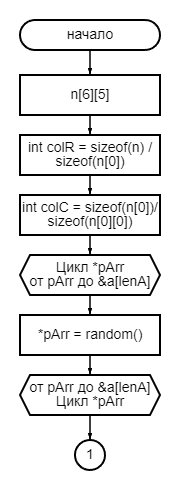 начало
n[6][5]
int colR = sizeof(n) /
sizeof(n[0])
int colC = sizeof(n[0])/
sizeof(n[0][0])
Цикл *pArr
от pArr до &a[lenA]
*pArr = random()
от pArr до &a[lenA]
Цикл *pArr
1